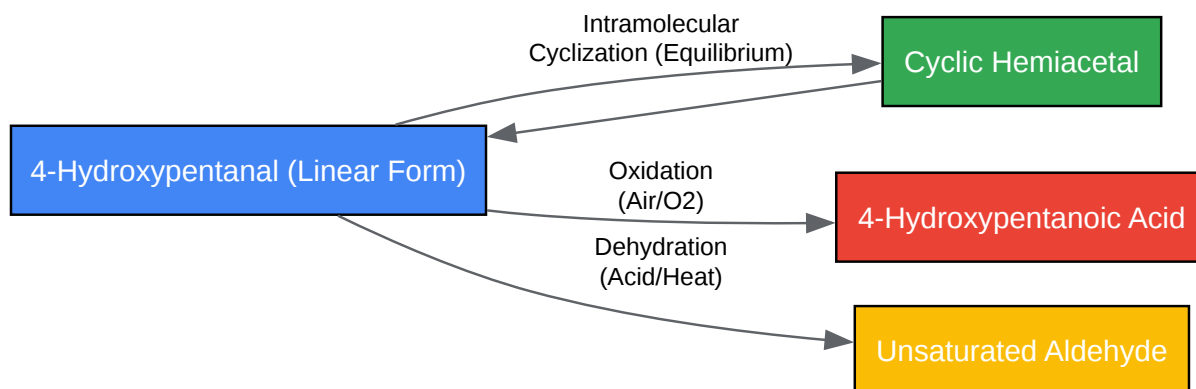 Intramolecular
Cyclization (Equilibrium)
Cyclic Hemiacetal
4-Hydroxypentanal (Linear Form)
Oxidation
(Air/O2)
4-Hydroxypentanoic Acid
Dehydration
(Acid/Heat)
Unsaturated Aldehyde